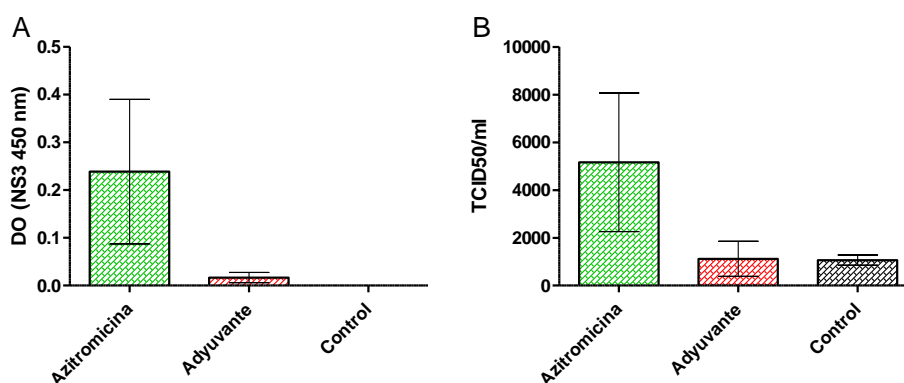 A
DO (NS3 450 nm)
0.5
0.4
0.3
0.2
0.1
0.0
Azitromicina
Adyuvante
Control
B
TCID50/ml
10000
8000
6000
4000
2000
0
Azitromicina
Adyuvante
Control